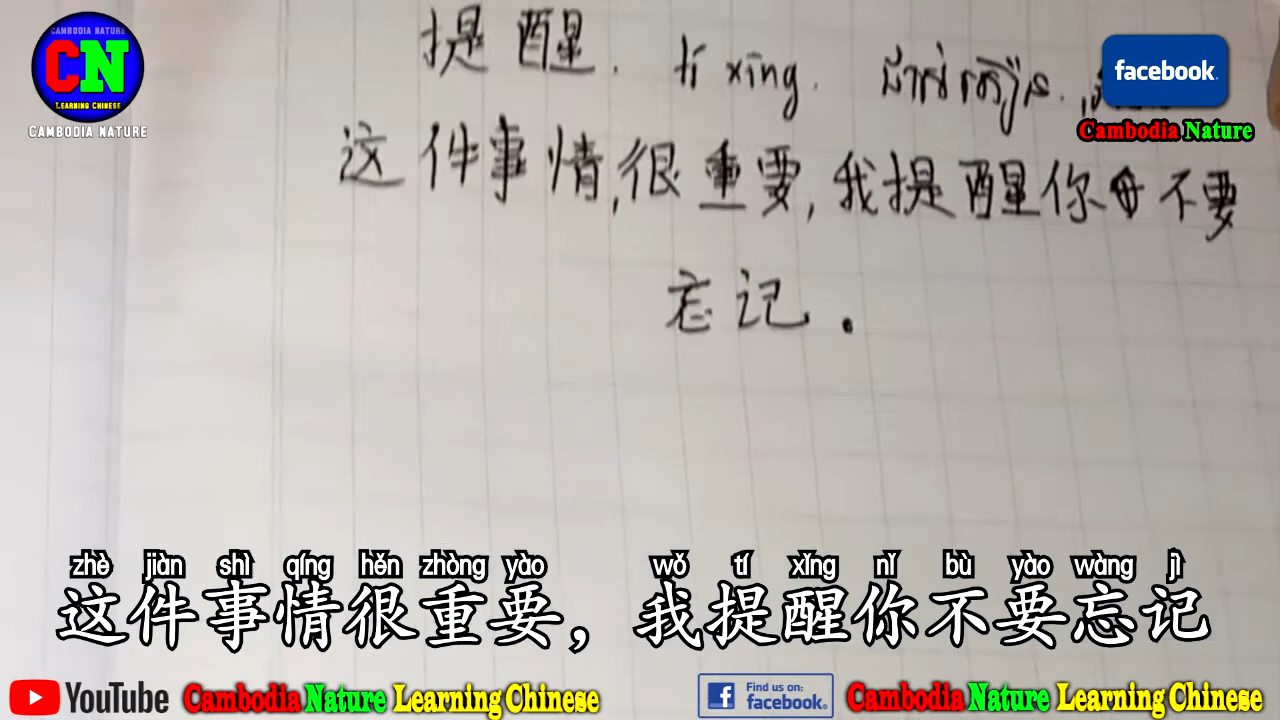 CAMBODIA NATURE
CN
LEARNING CHINESE
CAMBODIA NATURE
facebook
Cambodia Nature
提醒. tí xīng.
这件事情,很重要,我提醒你不要
忘记.
zhè jiàn shì qíng hěn zhòng yào wǒ tí xǐng nǐ bù yào wàng jì
这件事情很重要，我提醒你不要忘记
YouTube Cambodia Nature Learning Chinese
Find us on: facebook. Cambodia Nature Learning Chinese